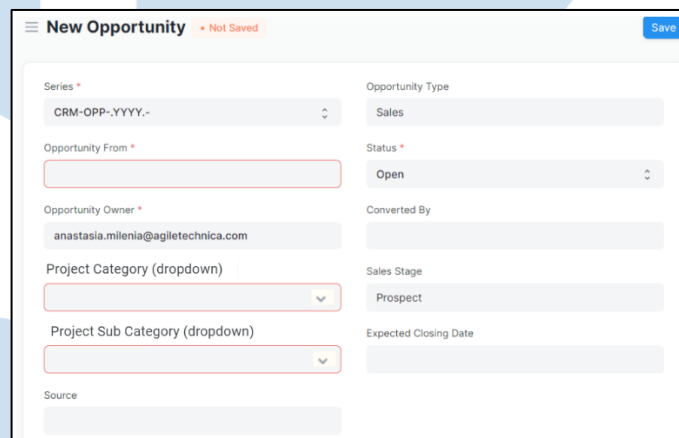 New Opportunity • Not Saved Save
Series *
CRM-OPP-.YYYY.-
Opportunity From *
Opportunity Owner *
anastasia.milenia@agiletechnica.com
Project Category (dropdown)
Project Sub Category (dropdown)
Source
Opportunity Type
Sales
Status *
Open
Converted By
Sales Stage
Prospect
Expected Closing Date